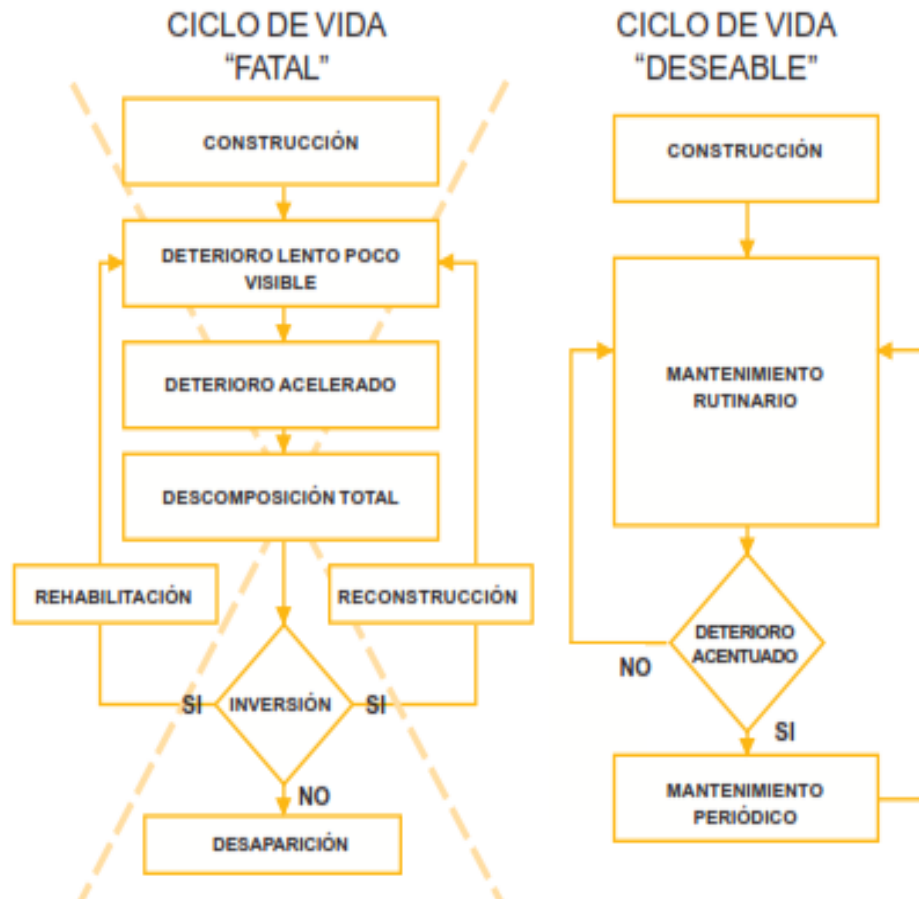 CICLO DE VIDA
“FATAL”
CONSTRUCCIÓN
DETERIORO LENTO POCO
VISIBLE
DETERIORO ACELERADO
DESCOMPOSICIÓN TOTAL
REHABILITACIÓN
RECONSTRUCCIÓN
SI
INVERSIÓN
SI
NO
DESAPARICIÓN
CICLO DE VIDA
“DESEABLE”
CONSTRUCCIÓN
MANTENIMIENTO
RUTINARIO
DETERIORO
ACENTUADO
NO
SI
MANTENIMIENTO
PERIÓDICO